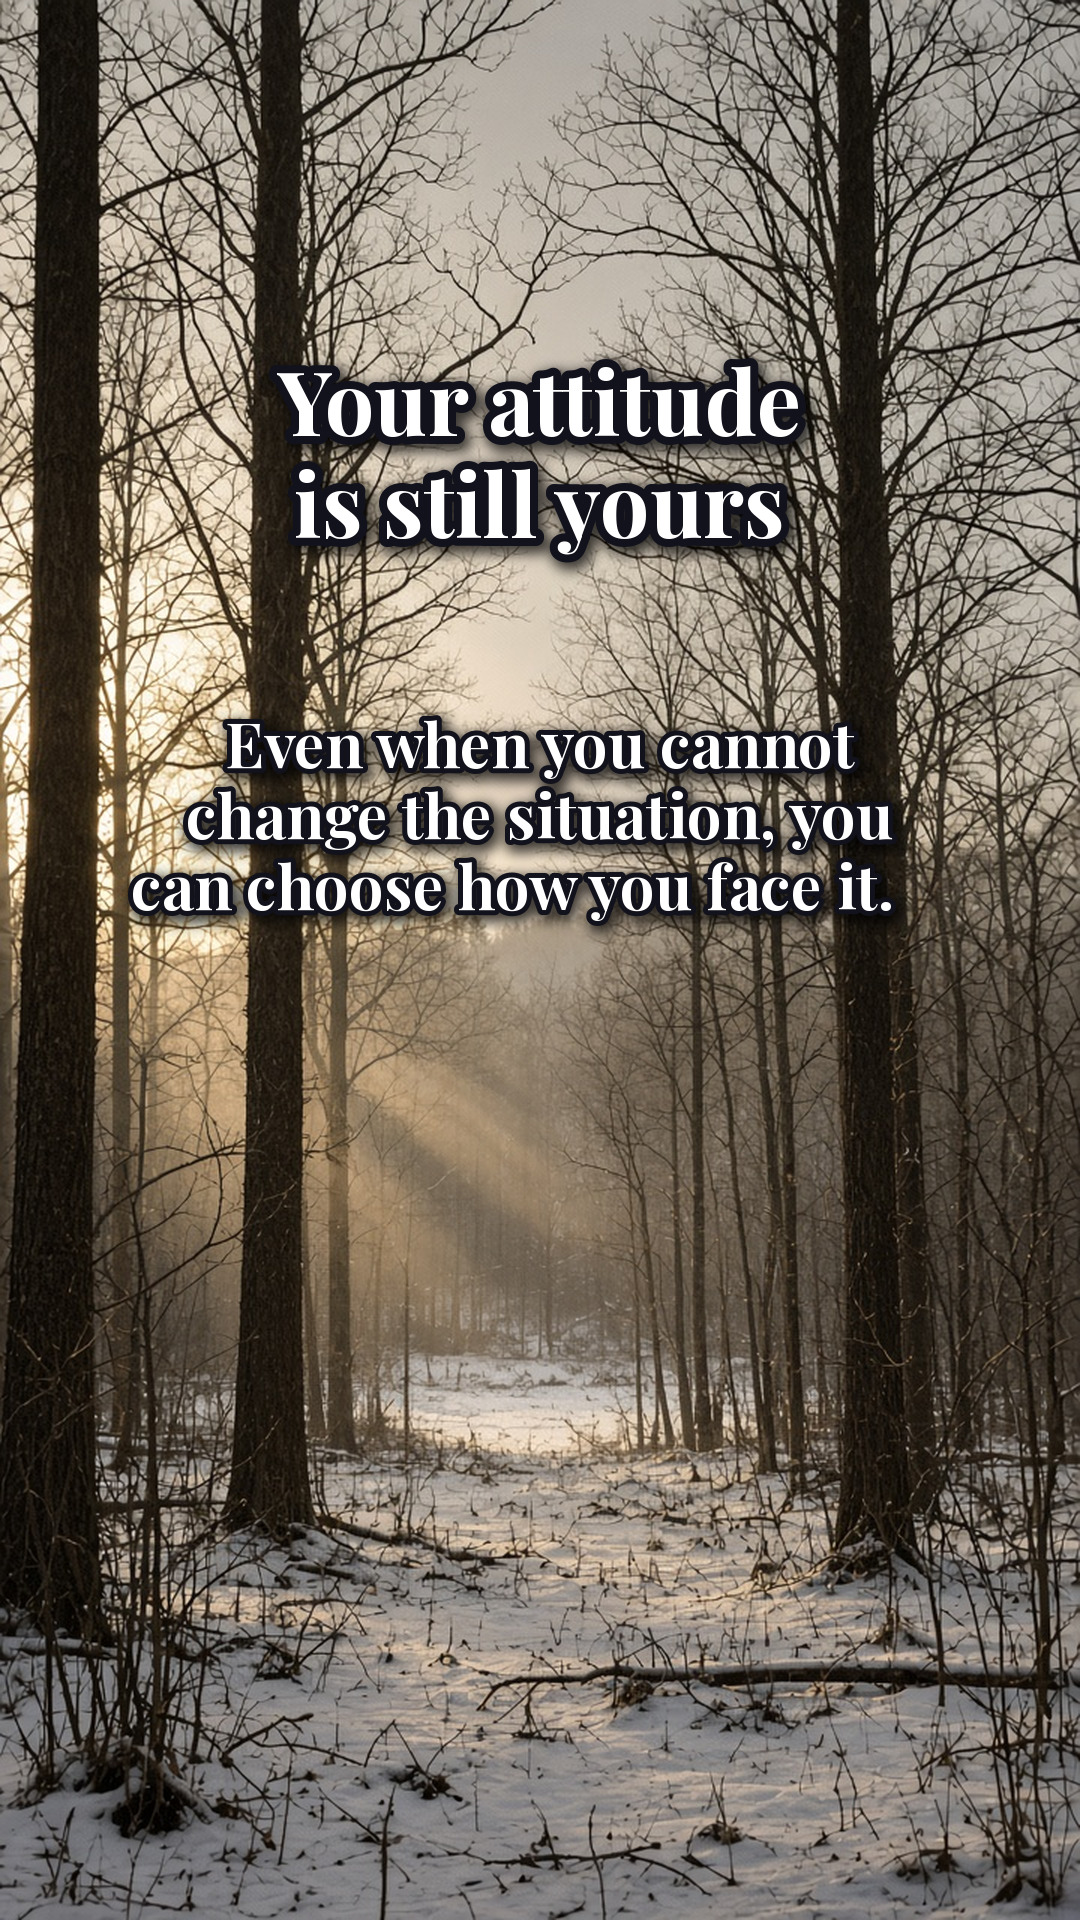 Your attitude
is still yours
Even when you cannot
change the situation, you
can choose how you face it.